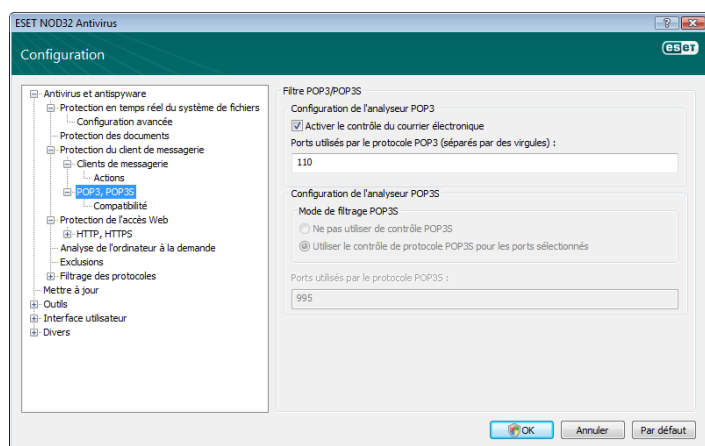 ESET NOD32 Antivirus
Configuration
eset
Antivirus et antispyware
Protection en temps réel du système de fichiers
Configuration avancée
Protection des documents
Protection du client de messagerie
Clients de messagerie
Actions
POP3, POP3S
Compatibilité
Protection de l'accès Web
HTTP, HTTPS
Analyse de l'ordinateur à la demande
Exclusions
Filtrage des protocoles
Mettre à jour
Outils
Interface utilisateur
Divers
Filtre POP3/POP3S
Configuration de l'analyseur POP3
Activer le contrôle du courrier électronique
Ports utilisés par le protocole POP3 (séparés par des virgules) :
110
Configuration de l'analyseur POP3S
Mode de filtrage POP3S
Ne pas utiliser de contrôle POP3S
Utiliser le contrôle de protocole POP3S pour les ports sélectionnés
Ports utilisés par le protocole POP3S :
995
OK Annuler Par défaut